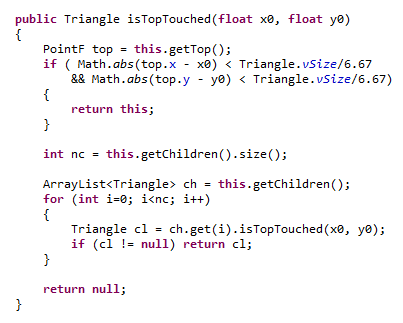 public Triangle isTopTouched(float x0, float y0)
{
    PointF top = this.getTop();
    if ( Math.abs(top.x - x0) < Triangle.vSize/6.67
        && Math.abs(top.y - y0) < Triangle.vSize/6.67)
    {
        return this;
    }

    int nc = this.getChildren().size();

    ArrayList<Triangle> ch = this.getChildren();
    for (int i=0; i<nc; i++)
    {
        Triangle cl = ch.get(i).isTopTouched(x0, y0);
        if (cl != null) return cl;
    }

    return null;
}